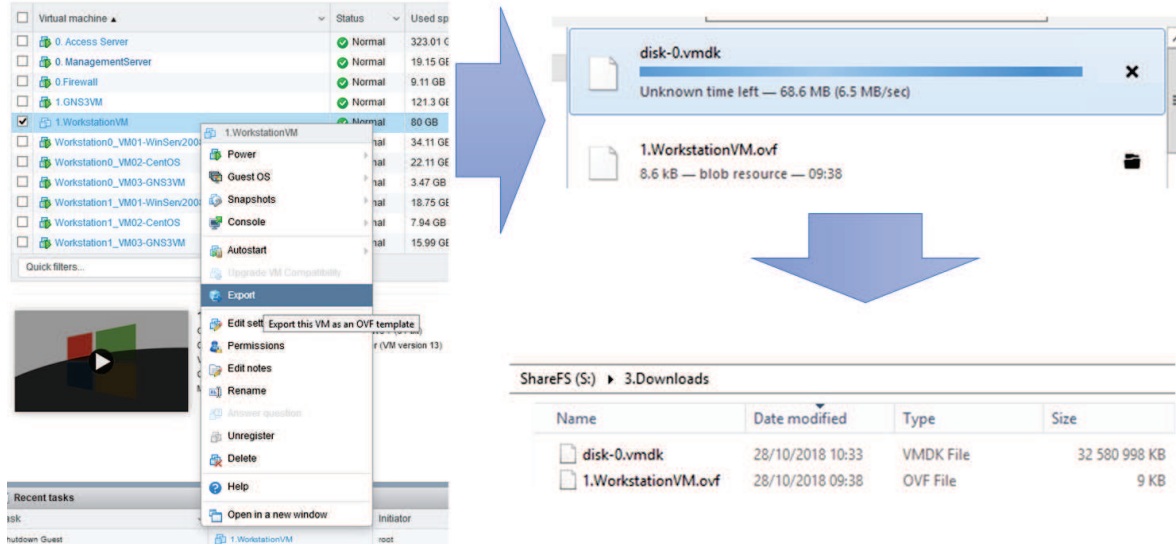 Virtual machine ▲ Status Used sp
0. Access Server Normal 323.01 G
0. ManagementServer Normal 19.15 GE
0.Firewall Normal 9.11 GB
1.GNS3VM Normal 121.3 GE
1.WorkstationVM Normal 80 GB
Workstation0_VM01-WinServ200 nal 34.11 GE
Workstation0_VM02-CentOS nal 22.11 GE
Workstation0_VM03-GNS3VM nal 3.47 GB
Workstation1_VM01-WinServ200 nal 18.75 GE
Workstation1_VM02-CentOS nal 7.94 GB
Workstation1_VM03-GNS3VM nal 15.99 GE
Quick filters...
1.WorkstationVM
Power
Guest OS
Snapshots
Console
Autostart
Upgrade VM Compatibility
Export
Edit sett
Export this VM as an OVF template
Permissions
r (VM version 13)
Edit notes
Rename
Answer question
Unregister
Delete
Help
Open in a new window
Recent tasks
ask Initiator
hutdown Guest 1.WorkstationVM root
disk-0.vmdk
Unknown time left — 68.6 MB (6.5 MB/sec)
1.WorkstationVM.ovf
8.6 kB — blob resource — 09:38
ShareFS (S:) ▸ 3.Downloads
Name Date modified Type Size
disk-0.vmdk 28/10/2018 10:33 VMDK File 32 580 998 KB
1.WorkstationVM.ovf 28/10/2018 09:38 OVF File 9 KB